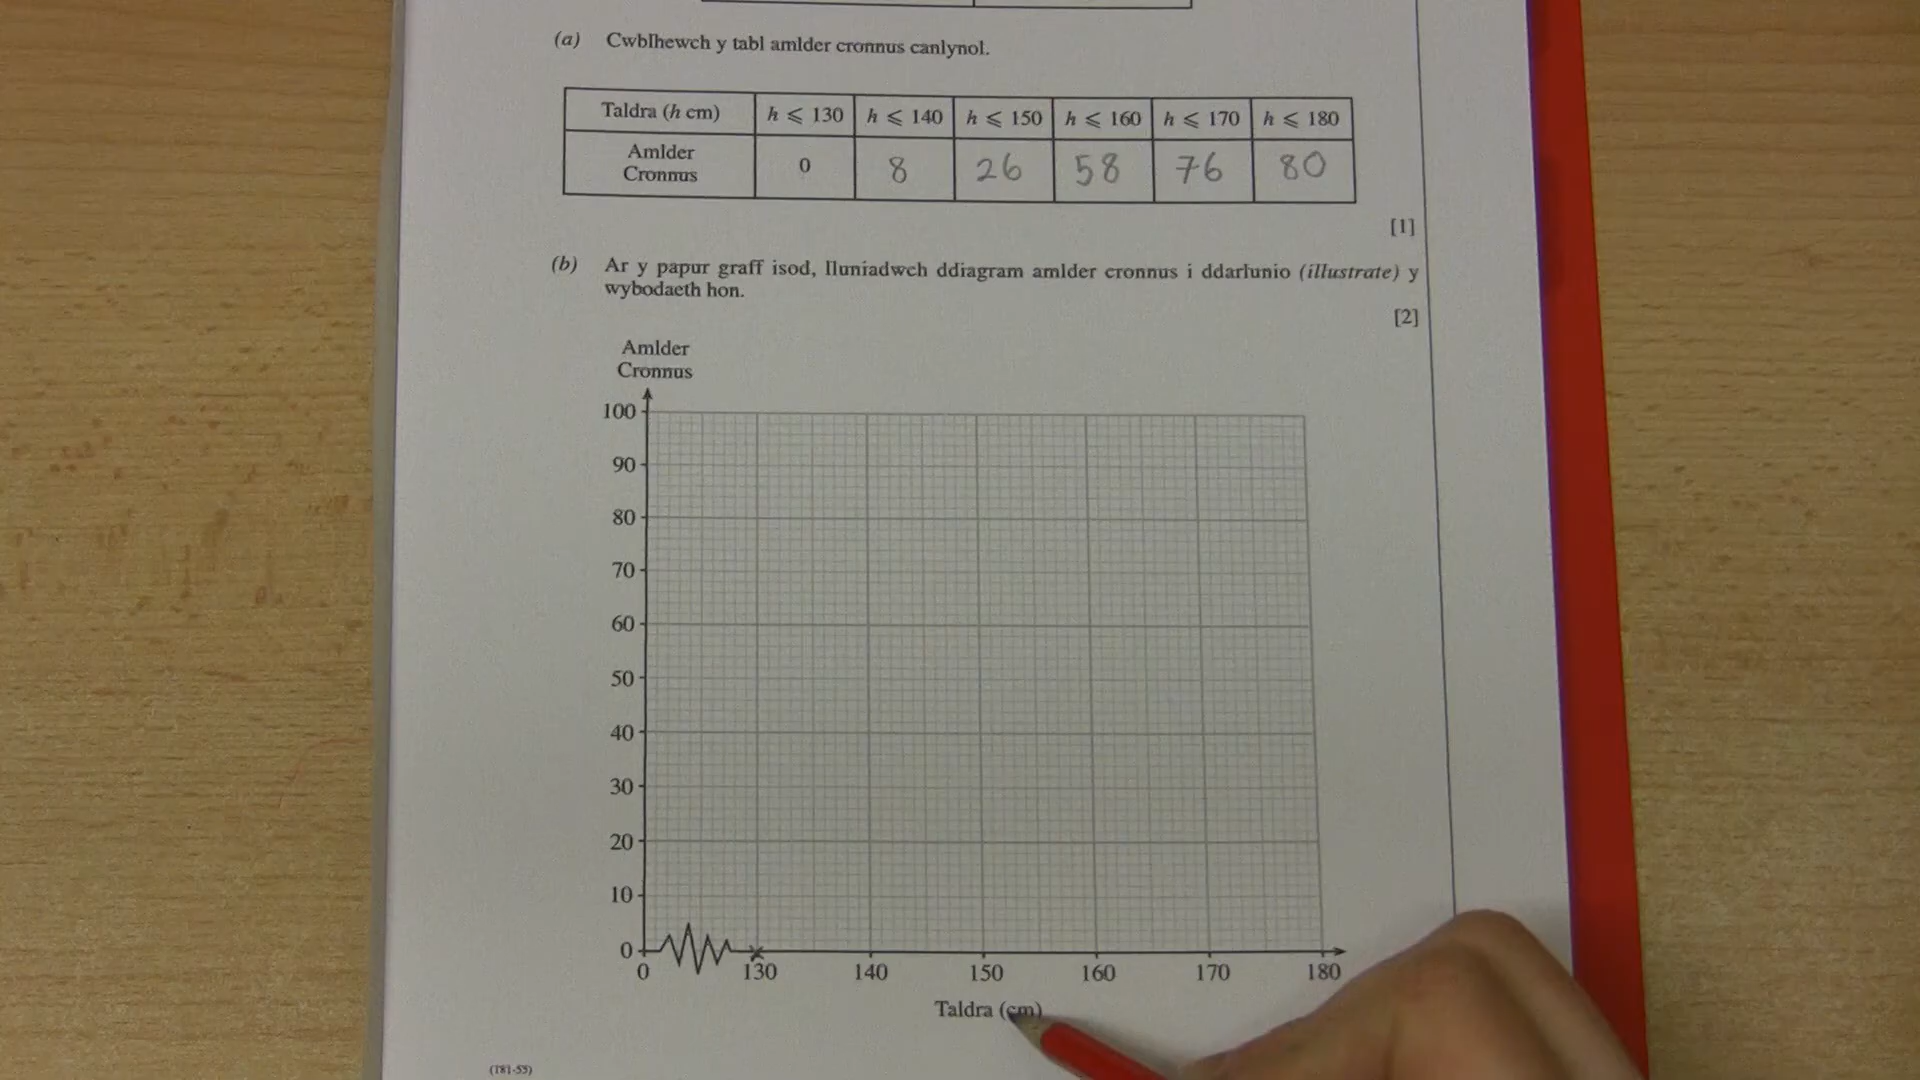 (a) Cwblhewch y tabl amlder cronnus canlynol.
Taldra (h cm) h ⩽ 130 h ⩽ 140 h ⩽ 150 h ⩽ 160 h ⩽ 170 h ⩽ 180
Amlder
Cronnus 0 8 26 58 76 80
[1]
(b) Ar y papur graff isod, lluniadwch ddiagram amlder cronnus i ddarlunio (illustrate) y
wybodaeth hon.
[2]
Amlder
Cronnus
100
90
80
70
60
50
40
30
20
10
0
0 130 140 150 160 170 180
Taldra (cm)
(181-55)